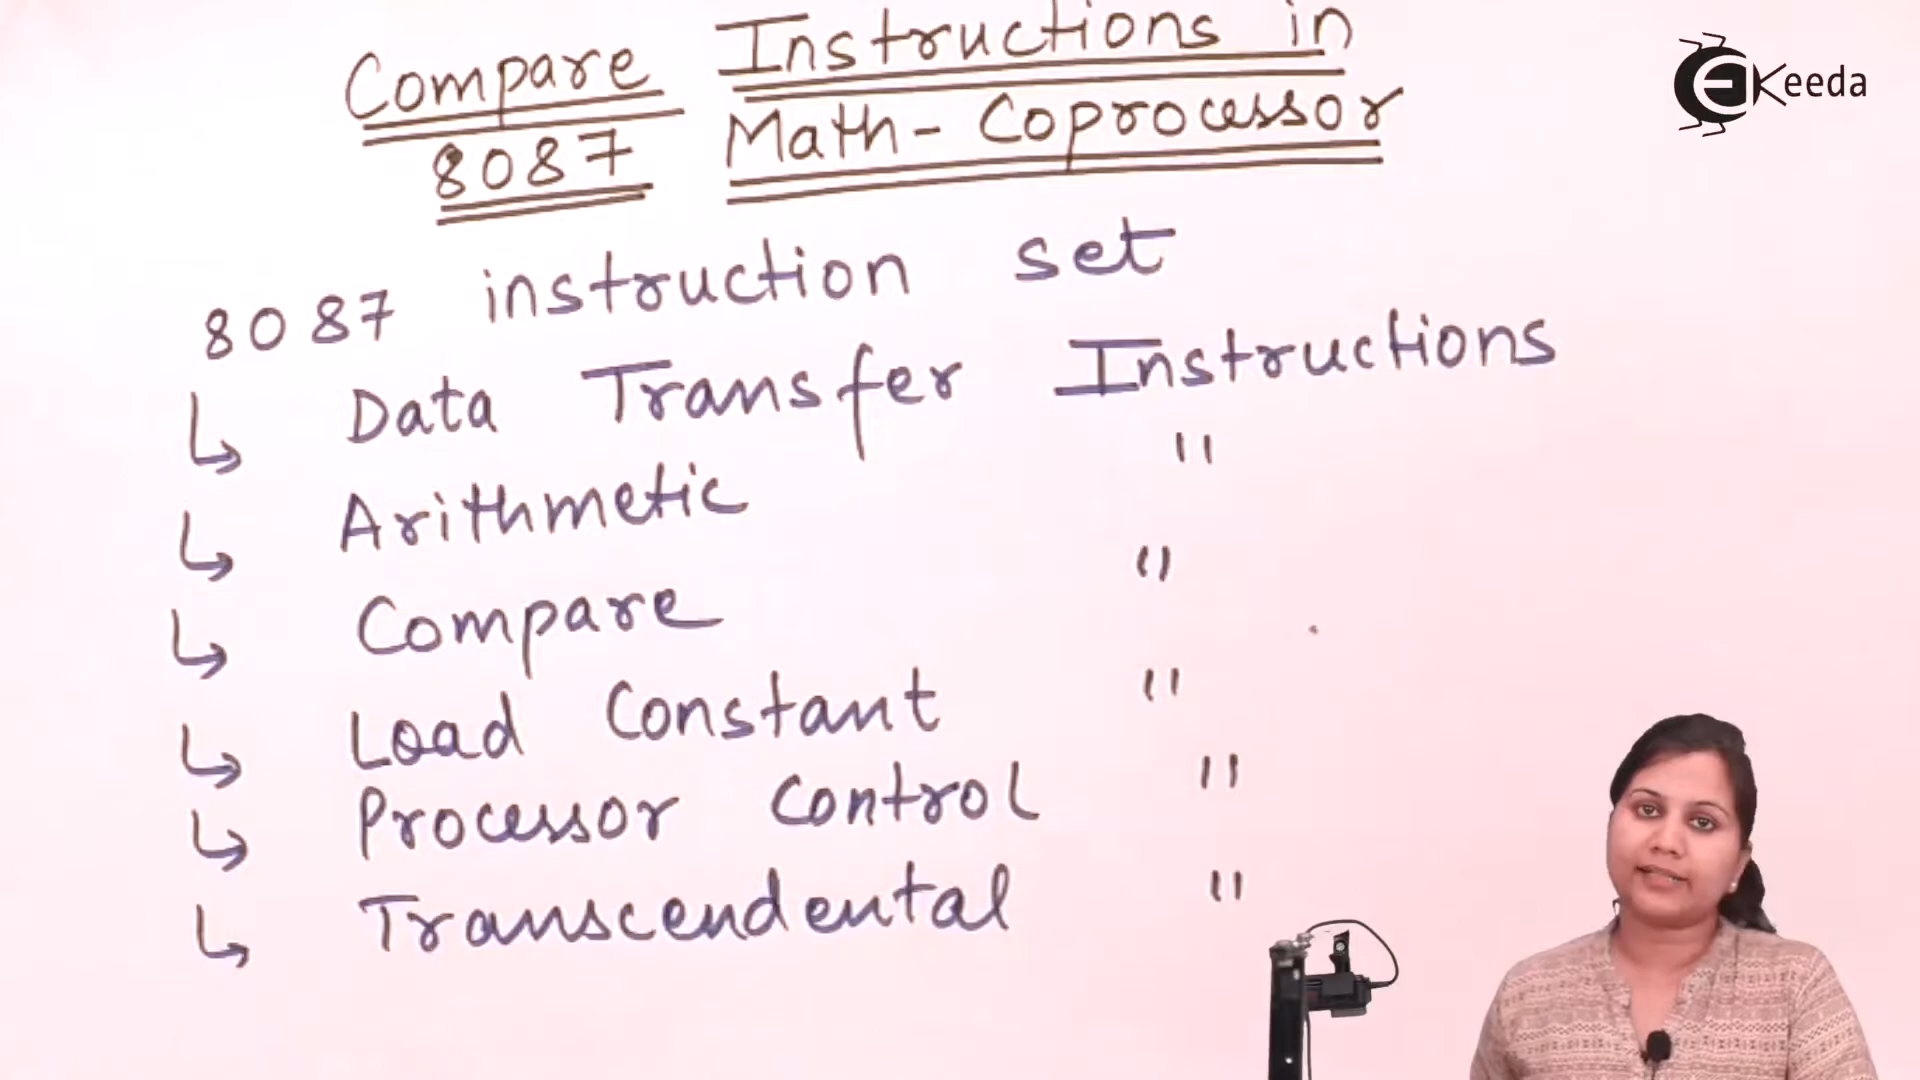 Compare Instructions in
8087 Math-Coprocessor
EKeeda
8087 instruction set
↳ Data Transfer Instructions
↳ Arithmetic "
↳ Compare "
↳ Load Constant "
↳ Processor Control "
↳ Transcendental "